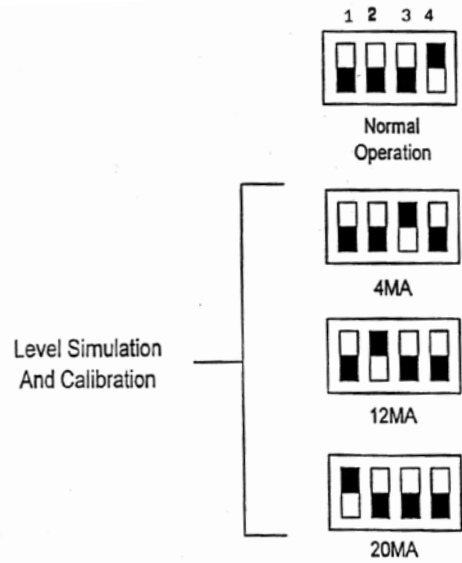 1 2 3 4
Normal
Operation
4MA
Level Simulation
And Calibration
12MA
20MA